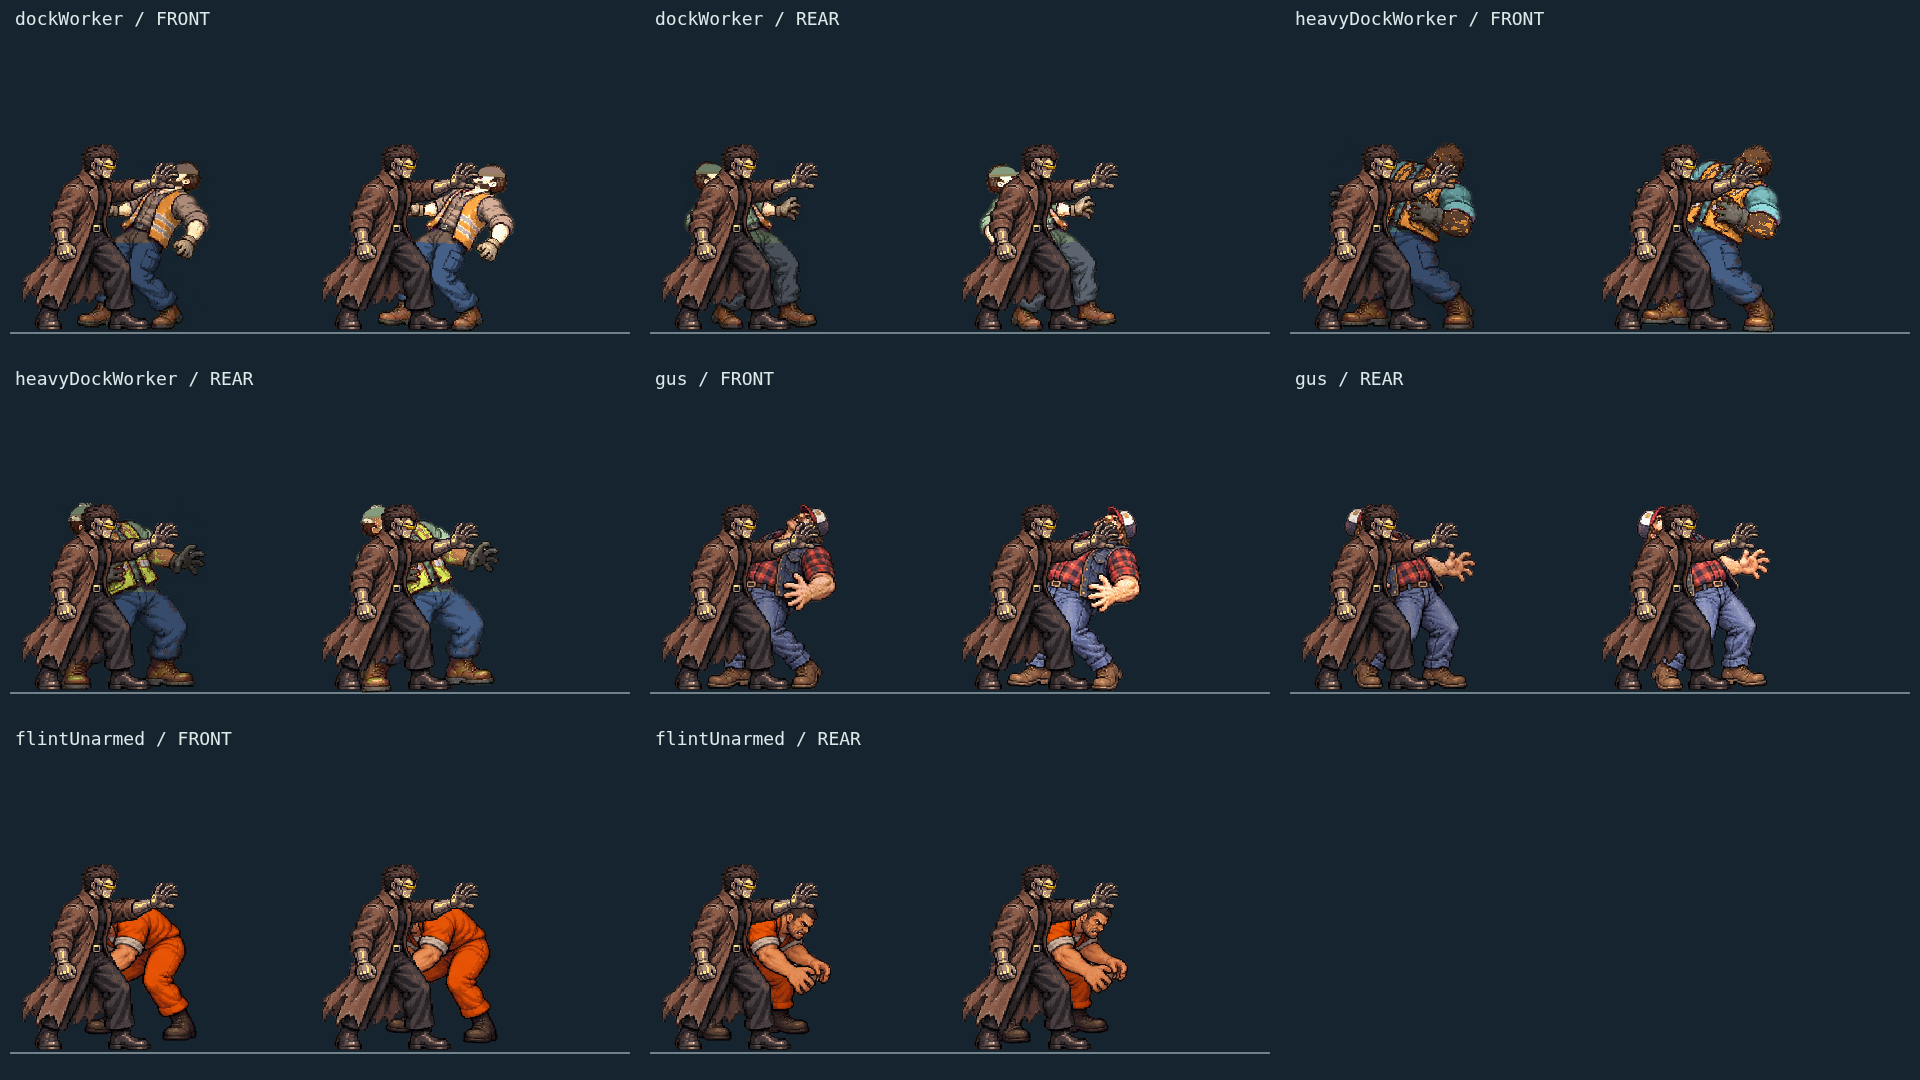 dockWorker / FRONT
dockWorker / REAR
heavyDockWorker / FRONT
heavyDockWorker / REAR
gus / FRONT
gus / REAR
flintUnarmed / FRONT
flintUnarmed / REAR